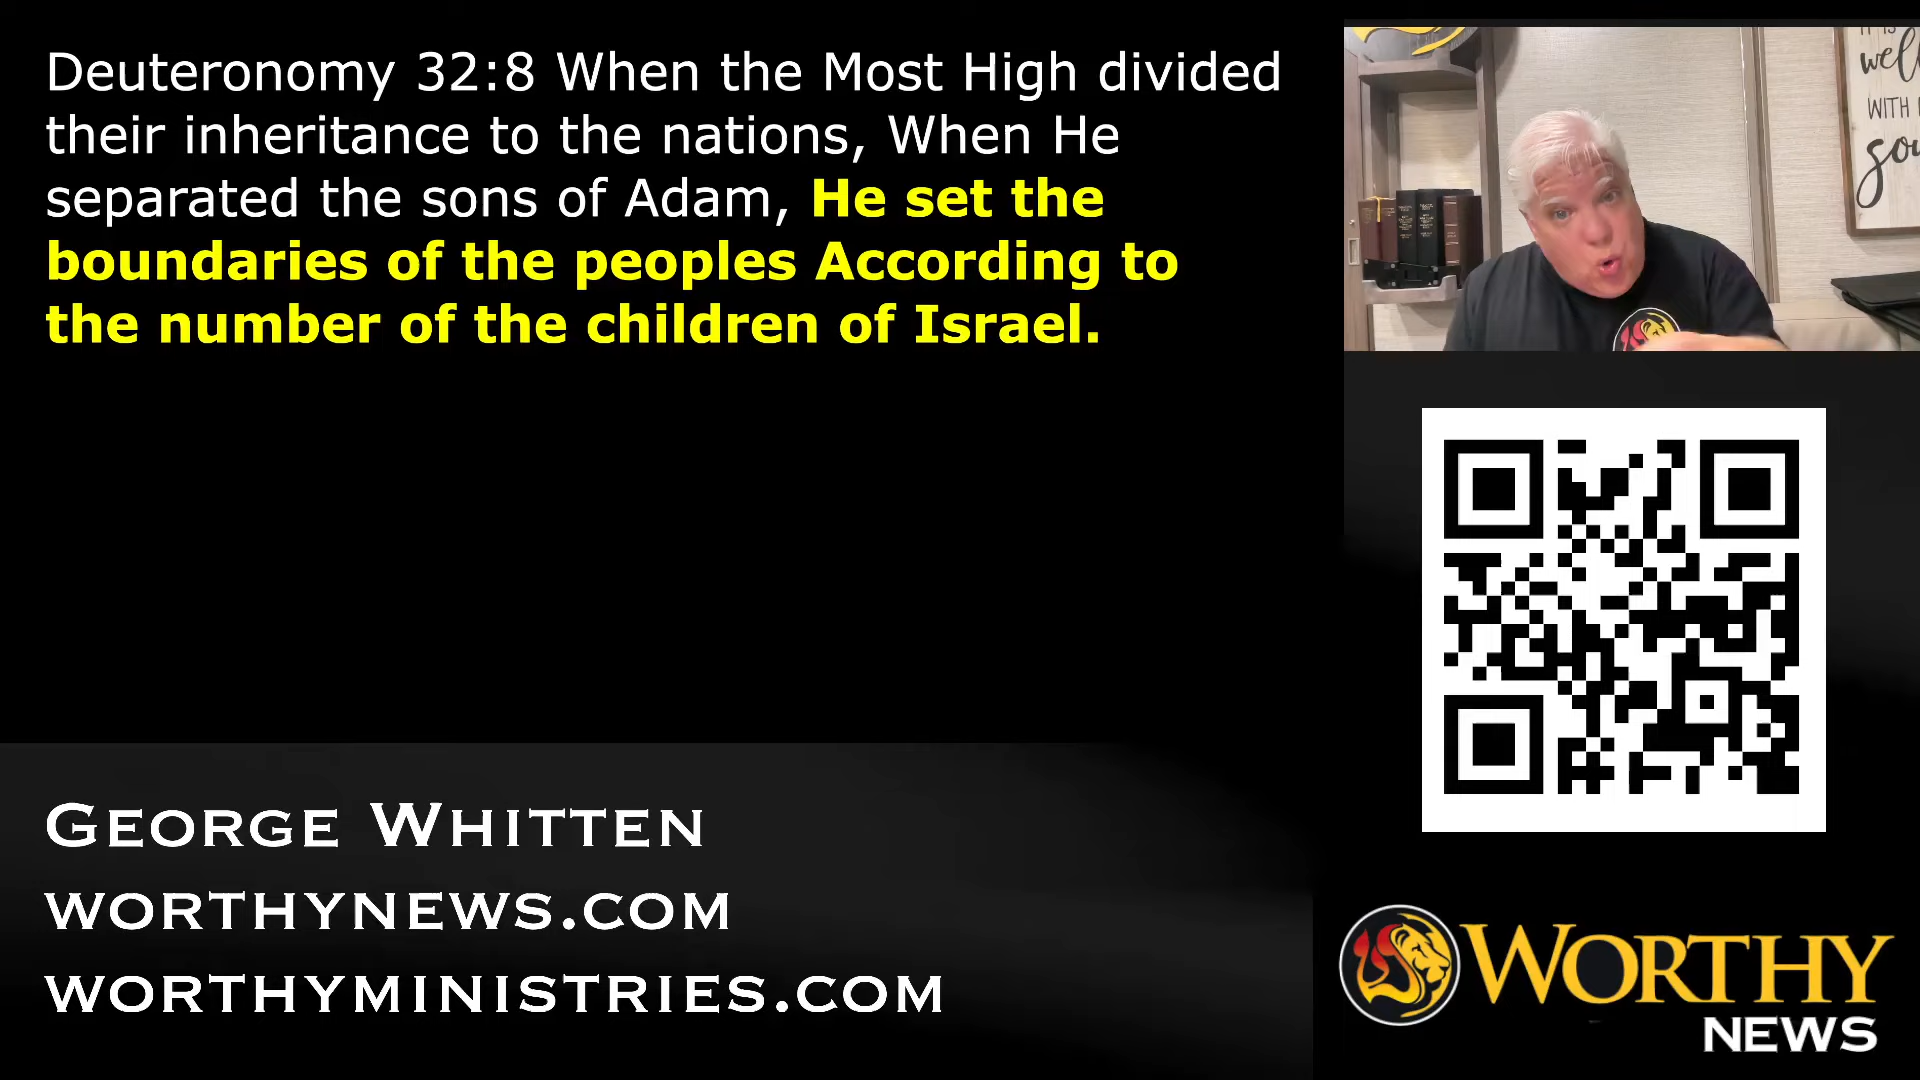 Deuteronomy 32:8 When the Most High divided
their inheritance to the nations, When He
separated the sons of Adam, He set the
boundaries of the peoples According to
the number of the children of Israel.
WITH
GEORGE WHITTEN
WORTHYNEWS.COM
WORTHYMINISTRIES.COM
WORTHY
NEWS